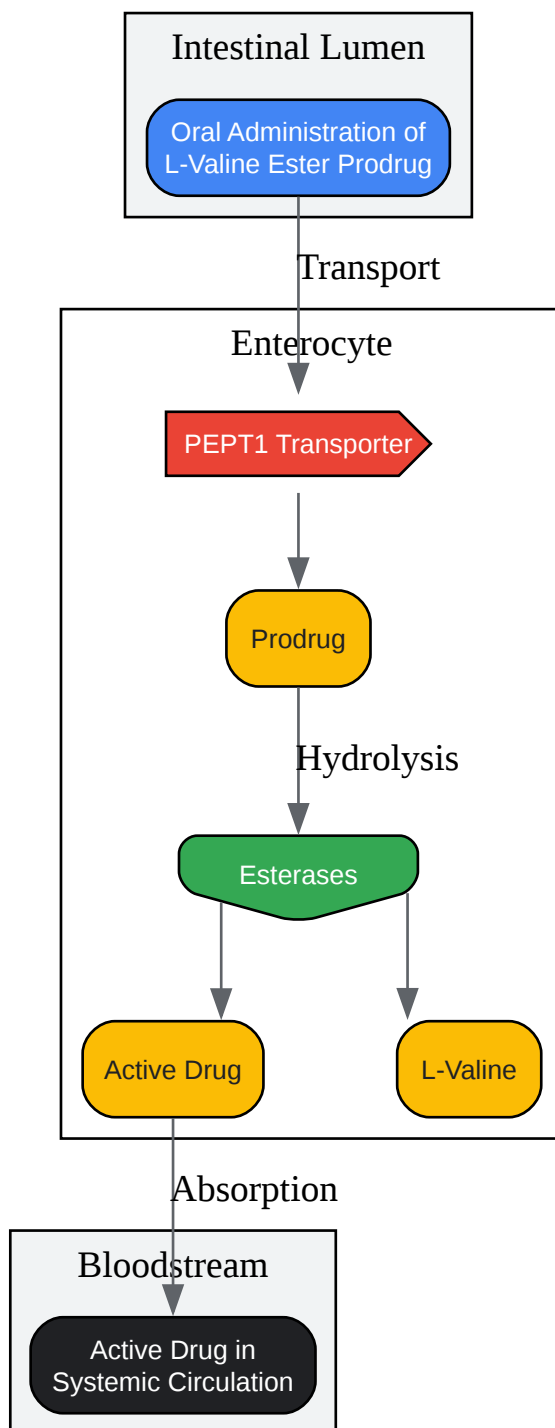 Intestinal Lumen
Oral Administration of
L-Valine Ester Prodrug
Transport
Enterocyte
PEPT1 Transporter
Prodrug
Hydrolysis
Esterases
Active Drug
L-Valine
Absorption
Bloodstream
Active Drug in
Systemic Circulation